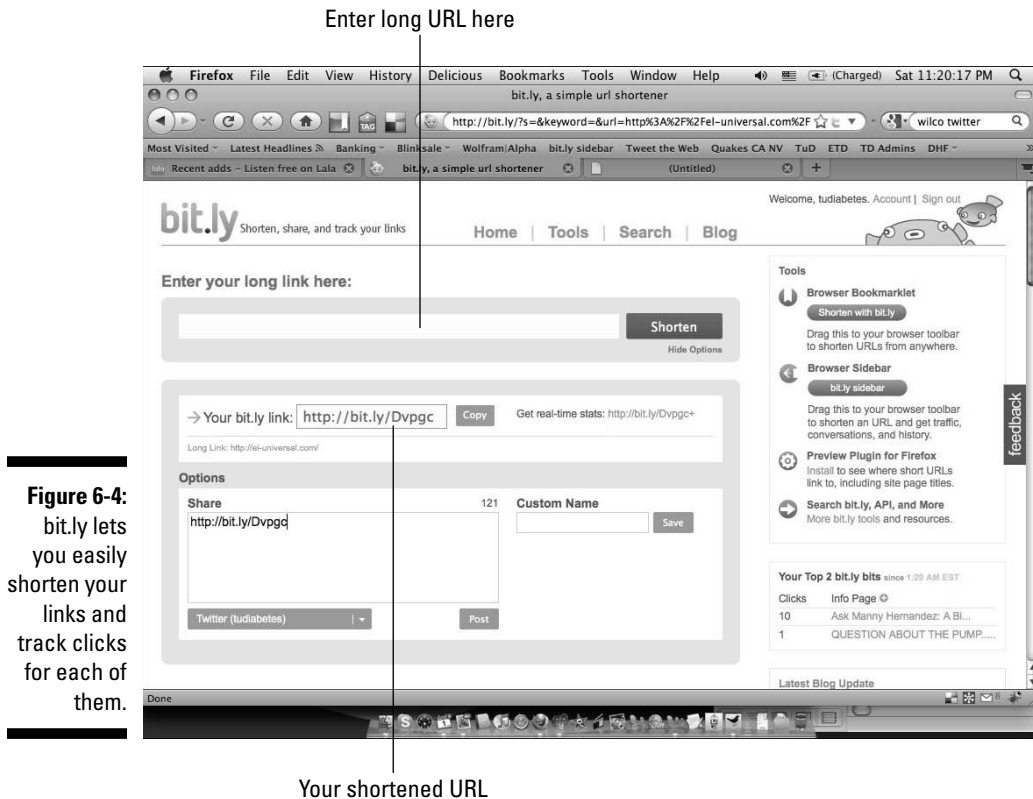 Enter long URL here
Firefox File Edit View History Delicious Bookmarks Tools Window Help (Charged) Sat 11:20:17 PM
bit.ly, a simple url shortener
TAG
http://bit.ly/?s=&keyword=&url=http%3A%2F%2Fel-universal.com%2F
wilco twitter
Most Visited Latest Headlines Banking Blinksale Wolfram|Alpha bit.ly sidebar Tweet the Web Quakes CA NV TuD ETD TD Admins DHF
Recent adds – Listen free on Lala bit.ly, a simple url shortener (Untitled) +
bit.ly Shorten, share, and track your links
Home | Tools | Search | Blog
Welcome, tudiabetes. Account | Sign out
Enter your long link here:
Shorten
Hide Options
Your bit.ly link: http://bit.ly/Dvpgc Copy Get real-time stats: http://bit.ly/Dvpgc+
Long Link: http://el-universal.com/
Options
Share 121
http://bit.ly/Dvpgc
Custom Name
Save
Twitter (tudiabetes)
Post
Tools
Browser Bookmarklet
Shorten with bit.ly
Drag this to your browser toolbar
to shorten URLs from anywhere.
Browser Sidebar
bit.ly sidebar
Drag this to your browser toolbar
to shorten an URL and get traffic,
conversations, and history.
Preview Plugin for Firefox
Install to see where short URLs
link to, including site page titles.
Search bit.ly, API, and More
More bit.ly tools and resources.
feedback
Your Top 2 bit.ly bits since 1:20 AM EST
Clicks Info Page
10 Ask Manny Hernandez: A Bi...
1 QUESTION ABOUT THE PUMP.....
Latest Blog Update
Done
8
Figure 6-4:
bit.ly lets
you easily
shorten your
links and
track clicks
for each of
them.
Your shortened URL